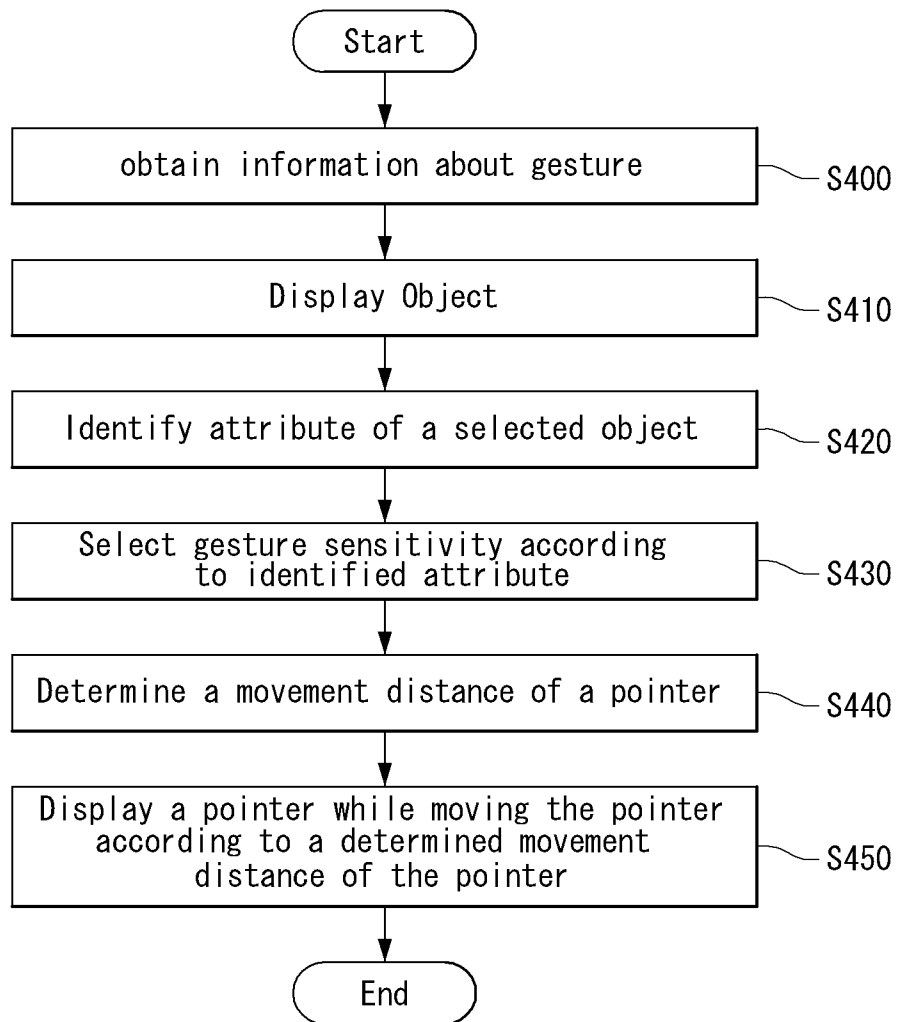 Start
obtain information about gesture
S400
Display Object
S410
Identify attribute of a selected object
S420
Select gesture sensitivity according
to identified attribute
S430
Determine a movement distance of a pointer
S440
Display a pointer while moving the pointer
according to a determined movement
distance of the pointer
S450
End